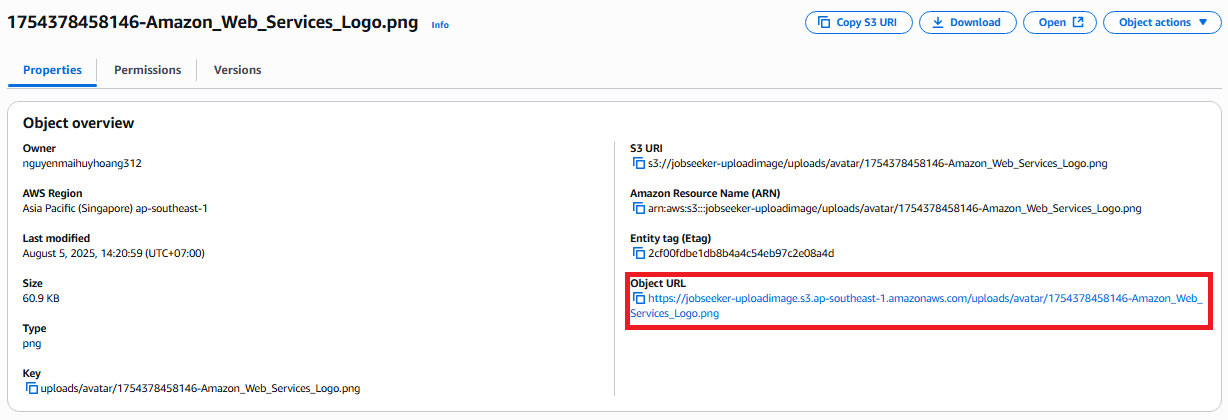 1754378458146-Amazon_Web_Services_Logo.png Info
Copy S3 URI
Download
Open
Object actions
Properties
Permissions
Versions
Object overview
Owner
nguyenmaihuyhoang312
AWS Region
Asia Pacific (Singapore) ap-southeast-1
Last modified
August 5, 2025, 14:20:59 (UTC+07:00)
Size
60.9 KB
Type
png
Key
uploads/avatar/1754378458146-Amazon_Web_Services_Logo.png
S3 URI
s3://jobseeker-uploadimage/uploads/avatar/1754378458146-Amazon_Web_Services_Logo.png
Amazon Resource Name (ARN)
arn:aws:s3:::jobseeker-uploadimage/uploads/avatar/1754378458146-Amazon_Web_Services_Logo.png
Entity tag (Etag)
2cf00fdbe1db8b4a4c54eb97c2e08a4d
Object URL
https://jobseeker-uploadimage.s3.ap-southeast-1.amazonaws.com/uploads/avatar/1754378458146-Amazon_Web_
Services_Logo.png